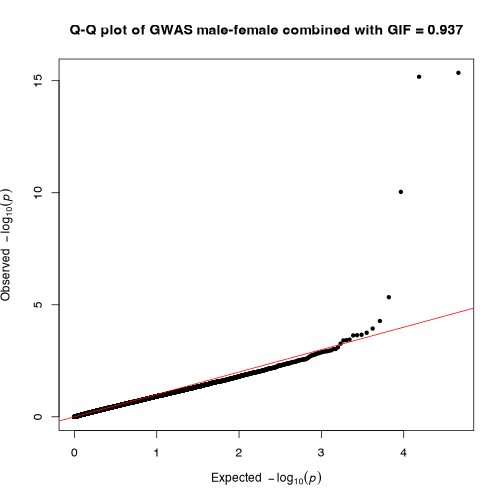 Q-Q plot of GWAS male-female combined with GIF = 0.937
Observed −log10(p)
15
10
5
0
0 1 2 3 4
Expected −log10(p)